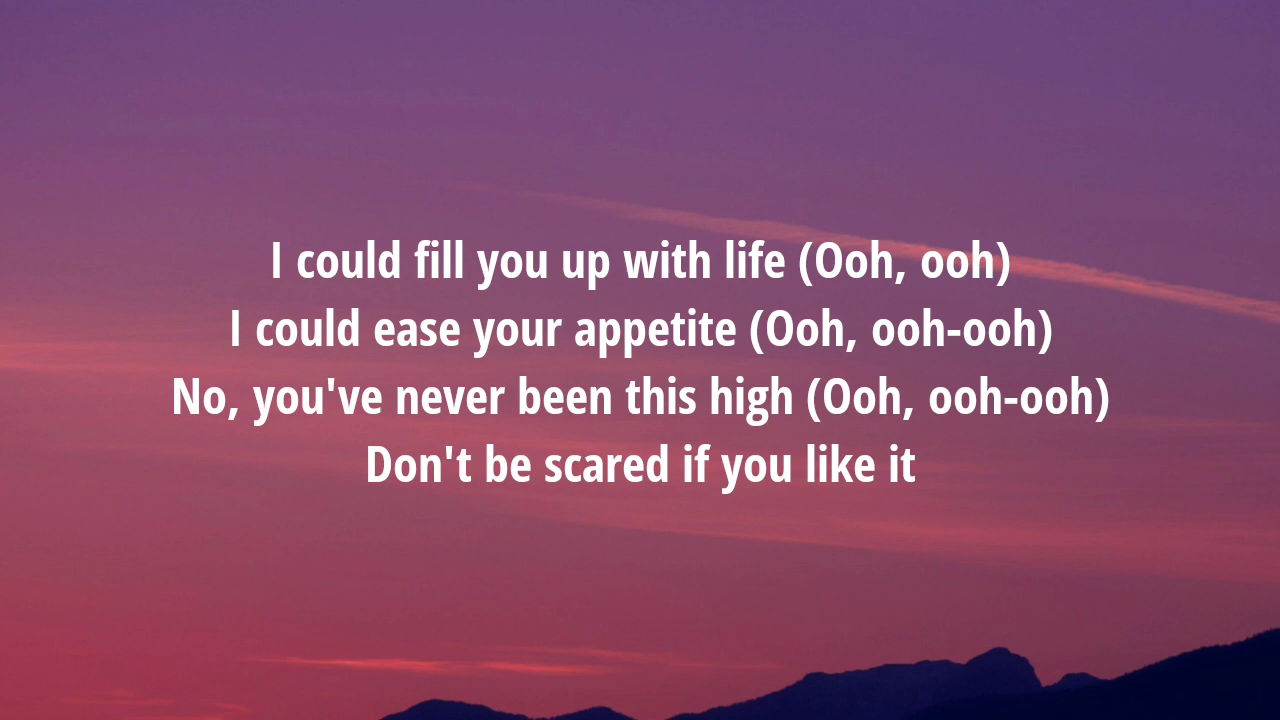 I could fill you up with life (Ooh, ooh)
I could ease your appetite (Ooh, ooh-ooh)
No, you've never been this high (Ooh, ooh-ooh)
Don't be scared if you like it